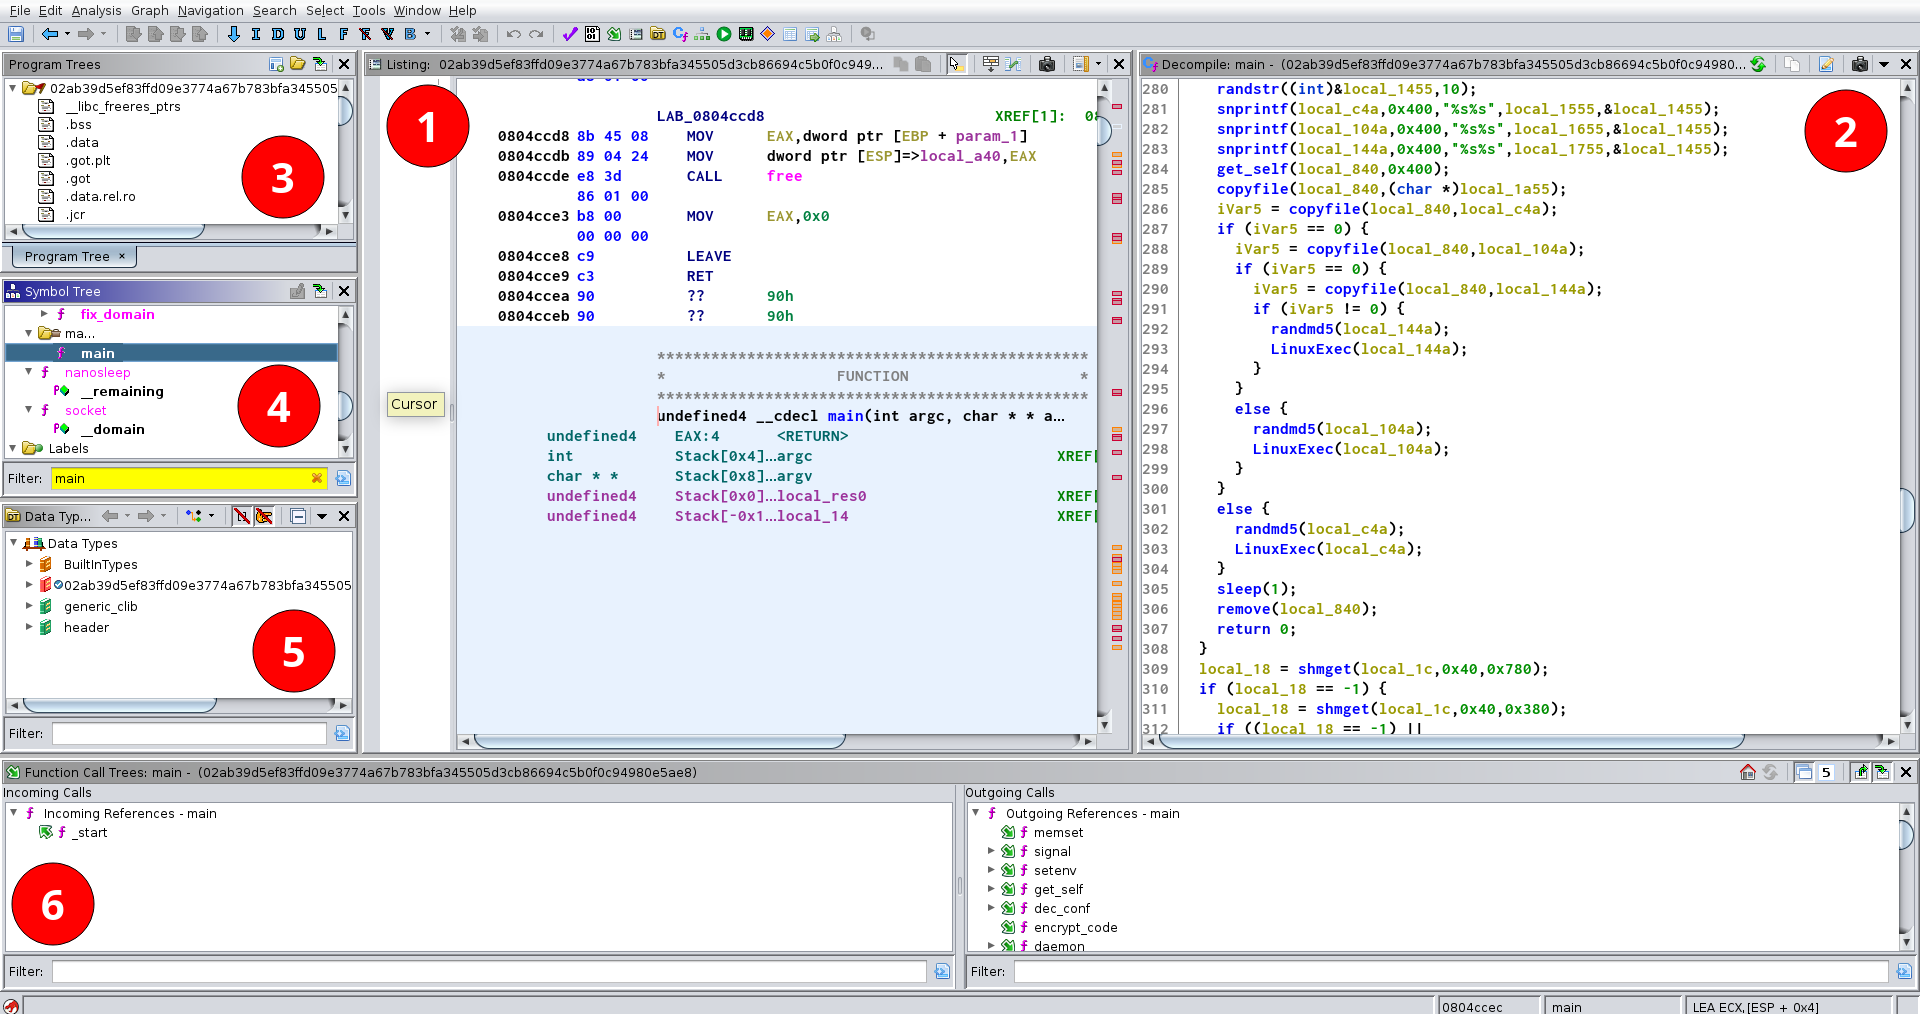 File Edit Analysis Graph Navigation Search Select Tools Window Help
I D U L F R V B
Program Trees
02ab39d5ef83ffd09e3774a67b783bfa345505
__libc_freeres_ptrs
.bss
.data
.got.plt
.got
.data.rel.ro
.jcr
3
Program Tree ×
Symbol Tree
fix_domain
ma...
main
nanosleep
__remaining
socket
__domain
Labels
4
Filter: main
Data Typ...
Data Types
BuiltInTypes
02ab39d5ef83ffd09e3774a67b783bfa345505
generic_clib
header
5
Filter:
Listing: 02ab39d5ef83ffd09e3774a67b783bfa345505d3cb86694c5b0f0c949...
1
LAB_0804ccd8 XREF[1]: 08
0804ccd8 8b 45 08 MOV EAX,dword ptr [EBP + param_1]
0804ccdb 89 04 24 MOV dword ptr [ESP]=>local_a40,EAX
0804ccde e8 3d CALL free
86 01 00
0804cce3 b8 00 MOV EAX,0x0
00 00 00
0804cce8 c9 LEAVE
0804cce9 c3 RET
0804ccea 90 ?? 90h
0804cceb 90 ?? 90h
************************************************
* FUNCTION *
************************************************
undefined4 __cdecl main(int argc, char * * a...
undefined4 EAX:4 <RETURN>
int Stack[0x4]...argc XREF[
char * * Stack[0x8]...argv
undefined4 Stack[0x0]...local_res0 XREF[
undefined4 Stack[-0x1...local_14 XREF[
Cursor
Decompile: main - (02ab39d5ef83ffd09e3774a67b783bfa345505d3cb86694c5b0f0c94980...
2
280 randstr((int)&local_1455,10);
281 snprintf(local_c4a,0x400,"%s%s",local_1555,&local_1455);
282 snprintf(local_104a,0x400,"%s%s",local_1655,&local_1455);
283 snprintf(local_144a,0x400,"%s%s",local_1755,&local_1455);
284 get_self(local_840,0x400);
285 copyfile(local_840,(char *)local_1a55);
286 iVar5 = copyfile(local_840,local_c4a);
287 if (iVar5 == 0) {
288 iVar5 = copyfile(local_840,local_104a);
289 if (iVar5 == 0) {
290 iVar5 = copyfile(local_840,local_144a);
291 if (iVar5 != 0) {
292 randmd5(local_144a);
293 LinuxExec(local_144a);
294 }
295 }
296 else {
297 randmd5(local_104a);
298 LinuxExec(local_104a);
299 }
300 }
301 else {
302 randmd5(local_c4a);
303 LinuxExec(local_c4a);
304 }
305 sleep(1);
306 remove(local_840);
307 return 0;
308 }
309 local_18 = shmget(local_1c,0x40,0x780);
310 if (local_18 == -1) {
311 local_18 = shmget(local_1c,0x40,0x380);
312 if ((local_18 == -1) ||
Function Call Trees: main - (02ab39d5ef83ffd09e3774a67b783bfa345505d3cb86694c5b0f0c94980e5ae8)
5
Incoming Calls
Incoming References - main
_start
6
Filter:
Outgoing Calls
Outgoing References - main
memset
signal
setenv
get_self
dec_conf
encrypt_code
daemon
Filter:
0804ccec main LEA ECX,[ESP + 0x4]